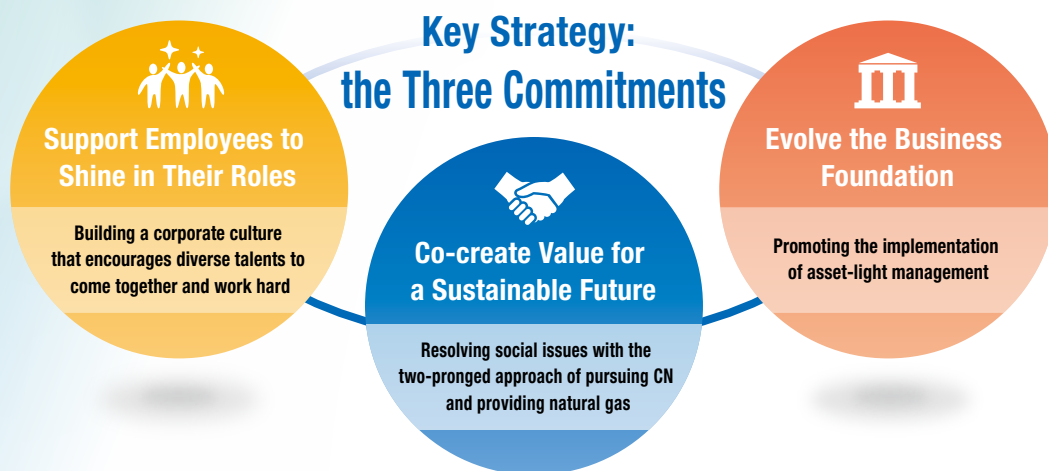 Key Strategy:
the Three Commitments
Support Employees to
Shine in Their Roles
Building a corporate culture
that encourages diverse talents to
come together and work hard
Co-create Value for
a Sustainable Future
Resolving social issues with the
two-pronged approach of pursuing CN
and providing natural gas
Evolve the Business
Foundation
Promoting the implementation
of asset-light management